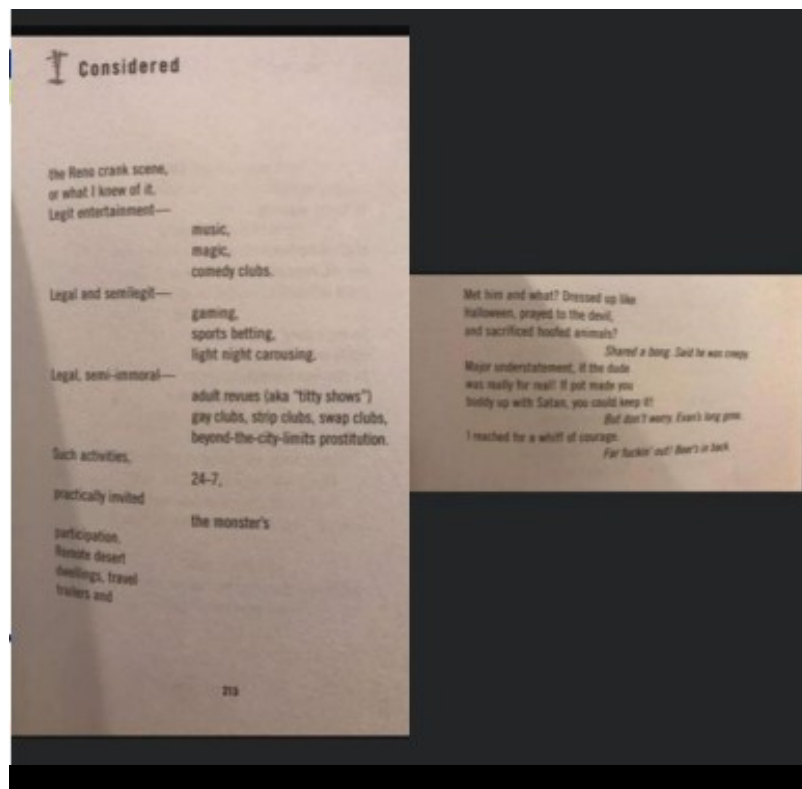 Considered
the Reno crank scene,
or what I knew of it.
Legit entertainment—
music,
magic,
comedy clubs.
Legal and semilegit—
gaming,
sports betting,
light night carousing.
Legal, semi-immoral—
adult revues (aka "titty shows")
gay clubs, strip clubs, swap clubs,
beyond-the-city-limits prostitution.
Such activities,
24-7,
practically invited
the monster's
participation.
Remote desert
dwellings, travel
trailers and
213
Met him and what? Dressed up like
Halloween, prayed to the devil,
and sacrificed hoofed animals?
Shared a bong. Said he was creepy.
Major understatement, if the dude
was really for real! If pot made you
buddy up with Satan, you could keep it!
But don't worry. Evan's long gone.
I reached for a whiff of courage.
Far fuckin' out! Beer's in back.